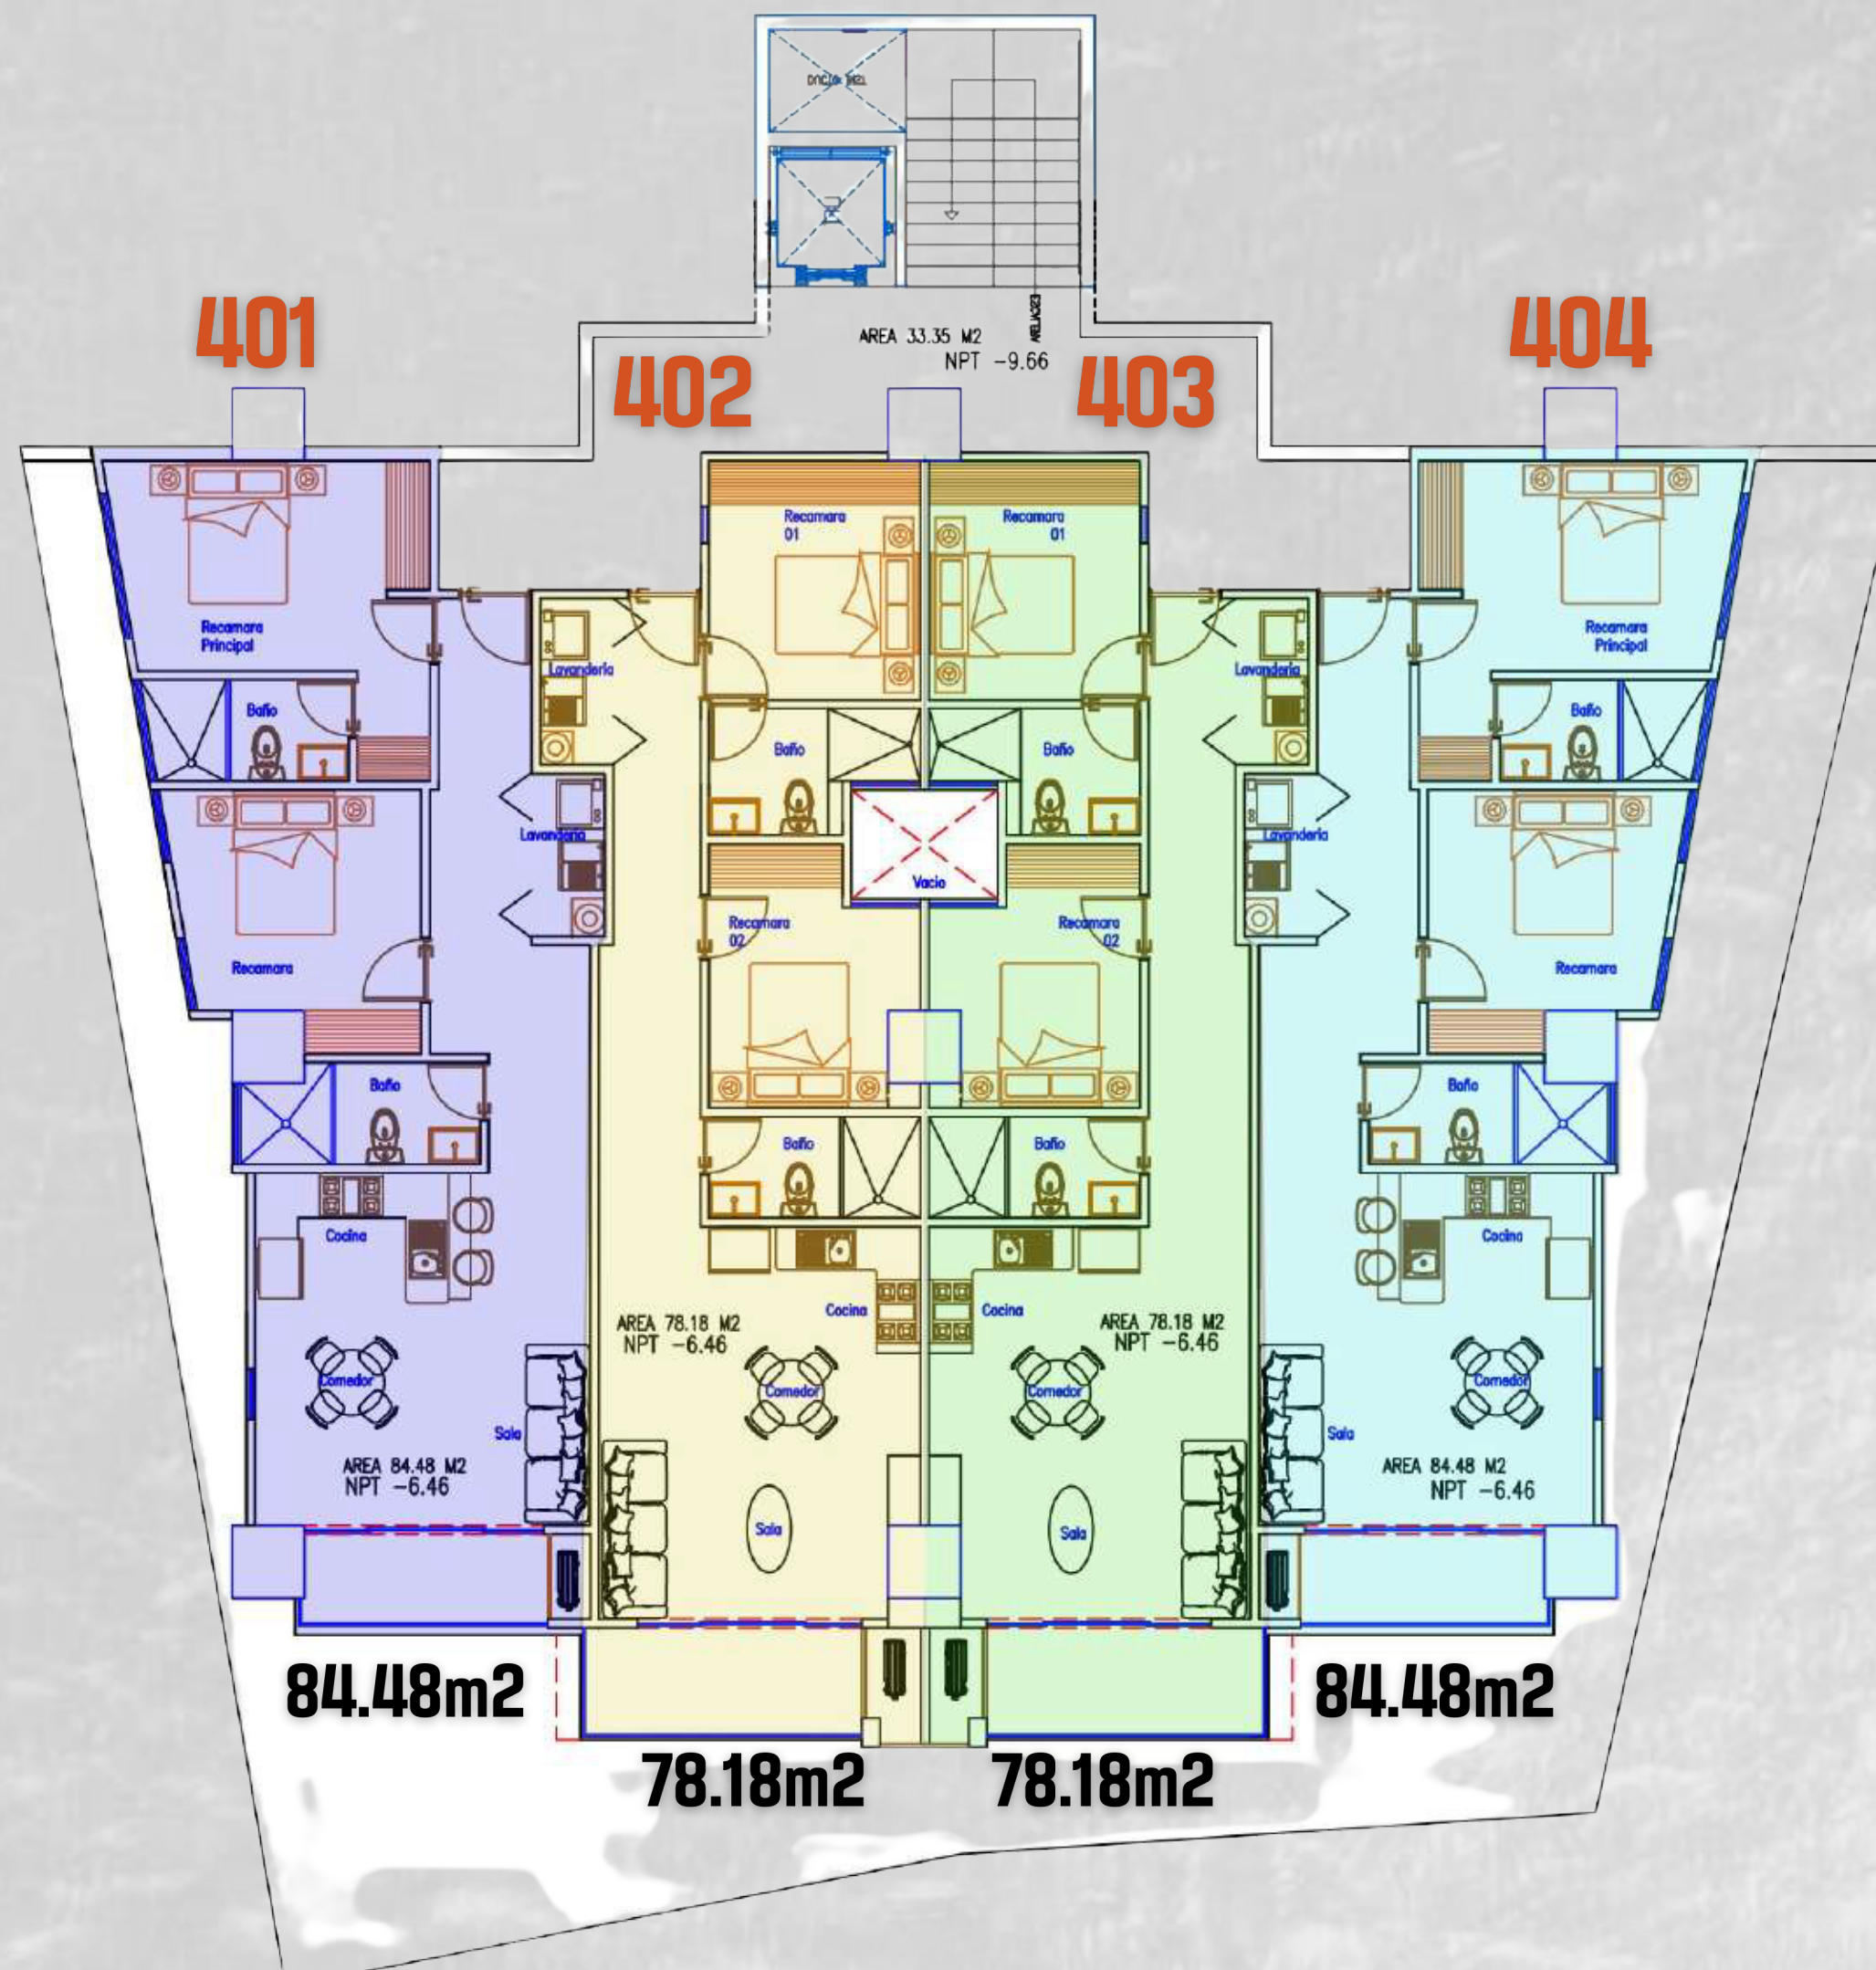 401
402
403
404
AREA 33.35 M2
NPT -9.66
Recamara
01
Recamara
01
Recamara
Principal
Recamara
Principal
Lavandería
Lavandería
Baño
Baño
Baño
Baño
Lavandería
Lavandería
Vacio
Recamara
02
Recamara
02
Recamara
Recamara
Baño
Baño
Baño
Baño
Cocina
Cocina
Cocina
Cocina
AREA 78.18 M2
NPT -6.46
AREA 78.18 M2
NPT -6.46
Comedor
Comedor
Comedor
Comedor
Sala
Sala
AREA 84.48 M2
NPT -6.46
AREA 84.48 M2
NPT -6.46
Sala
Sala
84.48m2
84.48m2
78.18m2
78.18m2